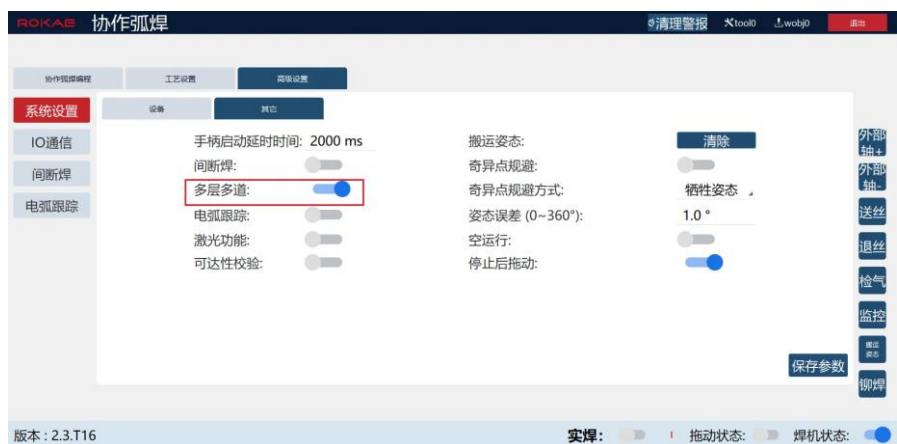 ROKAE 协作弧焊 清理警报 tool0 wobj0 退出
协作弧焊编程 工艺设置 高级设置
系统设置 设备 其它
IO通信
间断焊
电弧跟踪
手柄启动延时时间: 2000 ms
间断焊:
多层多道:
电弧跟踪:
激光功能:
可达性校验:
搬运姿态: 清除
奇异点规避:
奇异点规避方式: 牺牲姿态
姿态误差 (0~360°): 1.0 °
空运行:
停止后拖动:
保存参数
外部轴+
外部轴-
送丝
退丝
检气
监控
搬运姿态
铆焊
版本 : 2.3.T16 实焊: 拖动状态: 焊机状态: